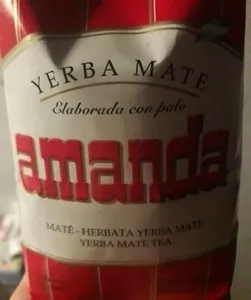 YERBA MATE
Elaborada con palo
amanda
MATÉ - HERBATA YERBA MATE
YERBA MATE TEA